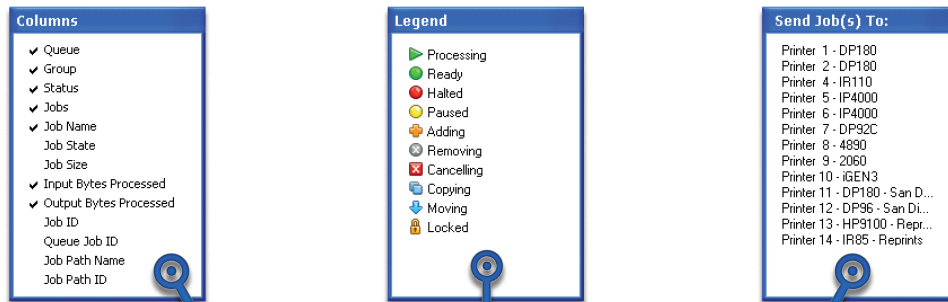 Columns
Queue
Group
Status
Jobs
Job Name
Job State
Job Size
Input Bytes Processed
Output Bytes Processed
Job ID
Queue Job ID
Job Path Name
Job Path ID
Legend
Processing
Ready
Halted
Paused
Adding
Removing
Cancelling
Copying
Moving
Locked
Send Job(s) To:
Printer 1 - DP180
Printer 2 - DP180
Printer 4 - IR110
Printer 5 - IP4000
Printer 6 - IP4000
Printer 7 - DP92C
Printer 8 - 4890
Printer 9 - 2060
Printer 10 - iGEN3
Printer 11 - DP180 - San D...
Printer 12 - DP96 - San Di...
Printer 13 - HP9100 - Repr...
Printer 14 - IR85 - Reprints